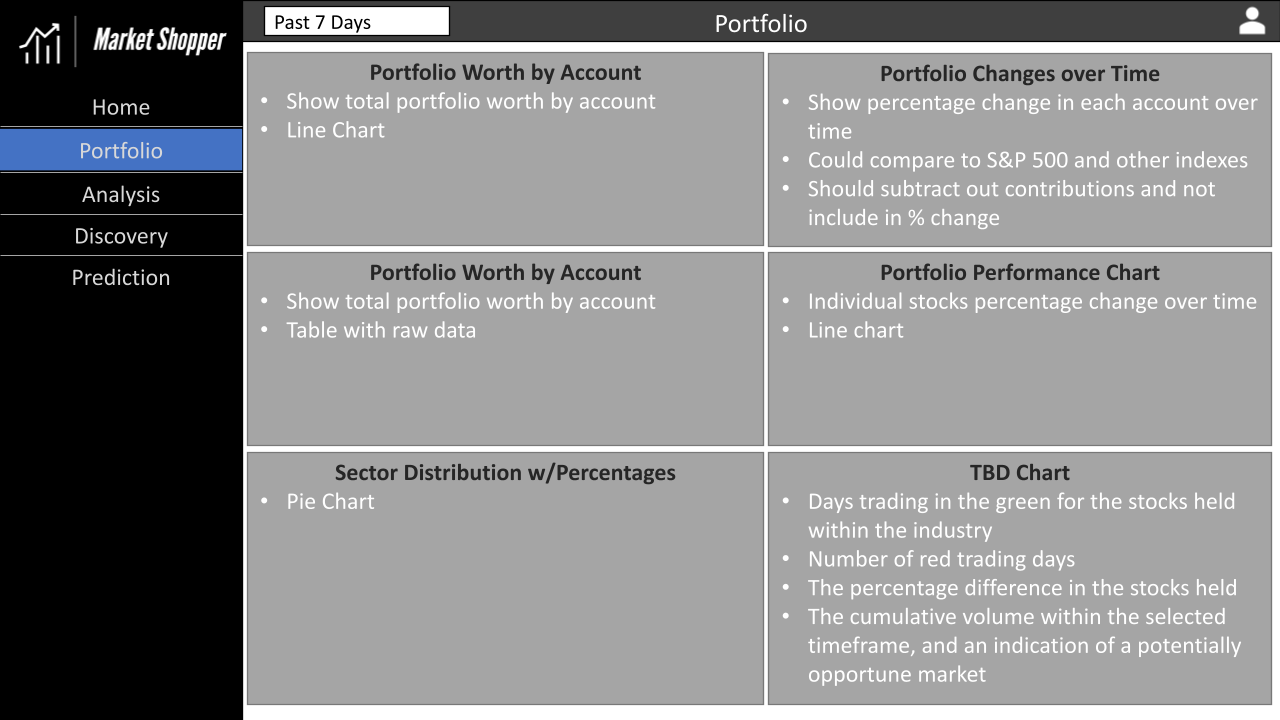 Market Shopper
Home
Portfolio
Analysis
Discovery
Prediction
Past 7 Days
Portfolio
Portfolio Worth by Account
• Show total portfolio worth by account
• Line Chart
Portfolio Changes over Time
• Show percentage change in each account over
time
• Could compare to S&P 500 and other indexes
• Should subtract out contributions and not
include in % change
Portfolio Worth by Account
• Show total portfolio worth by account
• Table with raw data
Portfolio Performance Chart
• Individual stocks percentage change over time
• Line chart
Sector Distribution w/Percentages
• Pie Chart
TBD Chart
• Days trading in the green for the stocks held
within the industry
• Number of red trading days
• The percentage difference in the stocks held
• The cumulative volume within the selected
timeframe, and an indication of a potentially
opportune market